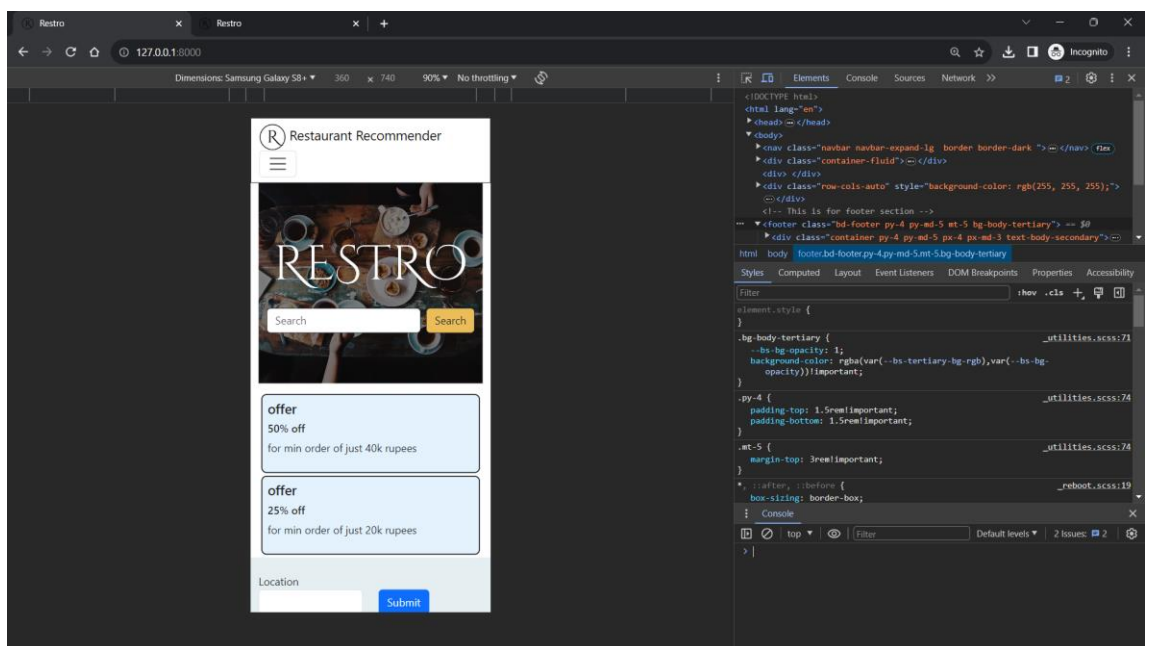 Restro
Restro
127.0.0.1:8000
Incognito
Dimensions: Samsung Galaxy S8+ 360 x 740 90% No throttling
Elements Console Sources Network 2
R Restaurant Recommender
RESTRO
Search Search
offer
50% off
for min order of just 40k rupees
offer
25% off
for min order of just 20k rupees
Location
Submit
<!DOCTYPE html>
<html lang="en">
<head> </head>
<body>
<nav class="navbar navbar-expand-lg  border border-dark "> </nav> flex
<div class="container-fluid"> </div>
<div> </div>
<div class="row-cols-auto" style="background-color: rgb(255, 255, 255);">
</div>
<!-- This is for footer section -->
<footer class="bd-footer py-4 py-md-5 mt-5 bg-body-tertiary"> == $0
<div class="container py-4 py-md-5 px-4 px-md-3 text-body-secondary">
html body footer.bd-footer.py-4.py-md-5.mt-5.bg-body-tertiary
Styles Computed Layout Event Listeners DOM Breakpoints Properties Accessibility
Filter :hov .cls
element.style {
}
.bg-body-tertiary { _utilities.scss:71
--bs-bg-opacity: 1;
background-color: rgba(var(--bs-tertiary-bg-rgb),var(--bs-bg-
opacity))!important;
}
.py-4 { _utilities.scss:74
padding-top: 1.5rem!important;
padding-bottom: 1.5rem!important;
}
.mt-5 { _utilities.scss:74
margin-top: 3rem!important;
}
*, ::after, ::before { _reboot.scss:19
box-sizing: border-box;
Console
top Filter Default levels 2 Issues: 2